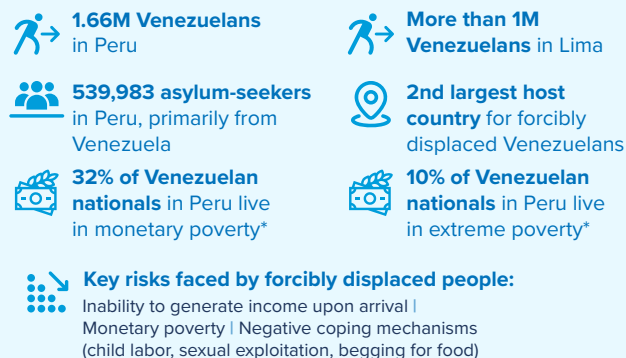 1.66M Venezuelans
in Peru
More than 1M
Venezuelans in Lima
539,983 asylum-seekers
in Peru, primarily from
Venezuela
2nd largest host
country for forcibly
displaced Venezuelans
32% of Venezuelan
nationals in Peru live
in monetary poverty*
10% of Venezuelan
nationals in Peru live
in extreme poverty*
Key risks faced by forcibly displaced people:
Inability to generate income upon arrival |
Monetary poverty | Negative coping mechanisms
(child labor, sexual exploitation, begging for food)